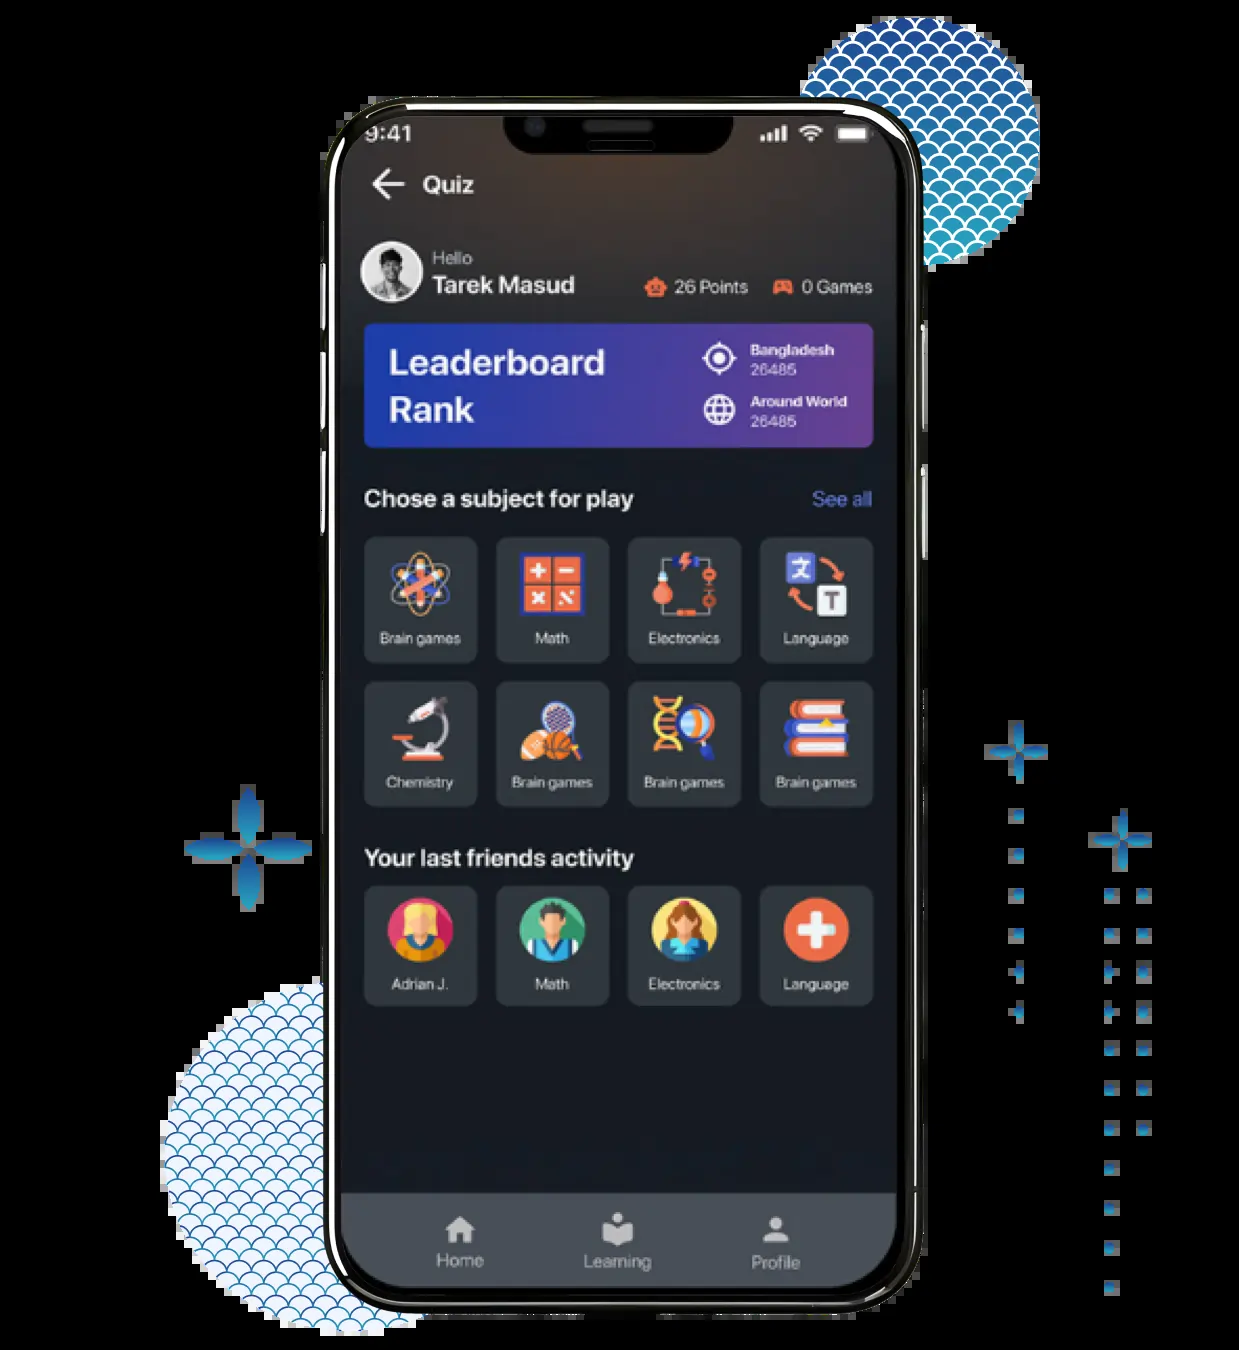 9:41
Quiz
Hello
Tarek Masud
26 Points
0 Games
Leaderboard
Rank
Bangladesh
26485
Around World
26485
Chose a subject for play
See all
Brain games
Math
Electronics
Language
文
T
Chemistry
Brain games
Brain games
Brain games
Your last friends activity
Adrian J.
Math
Electronics
Language
Home
Learning
Profile